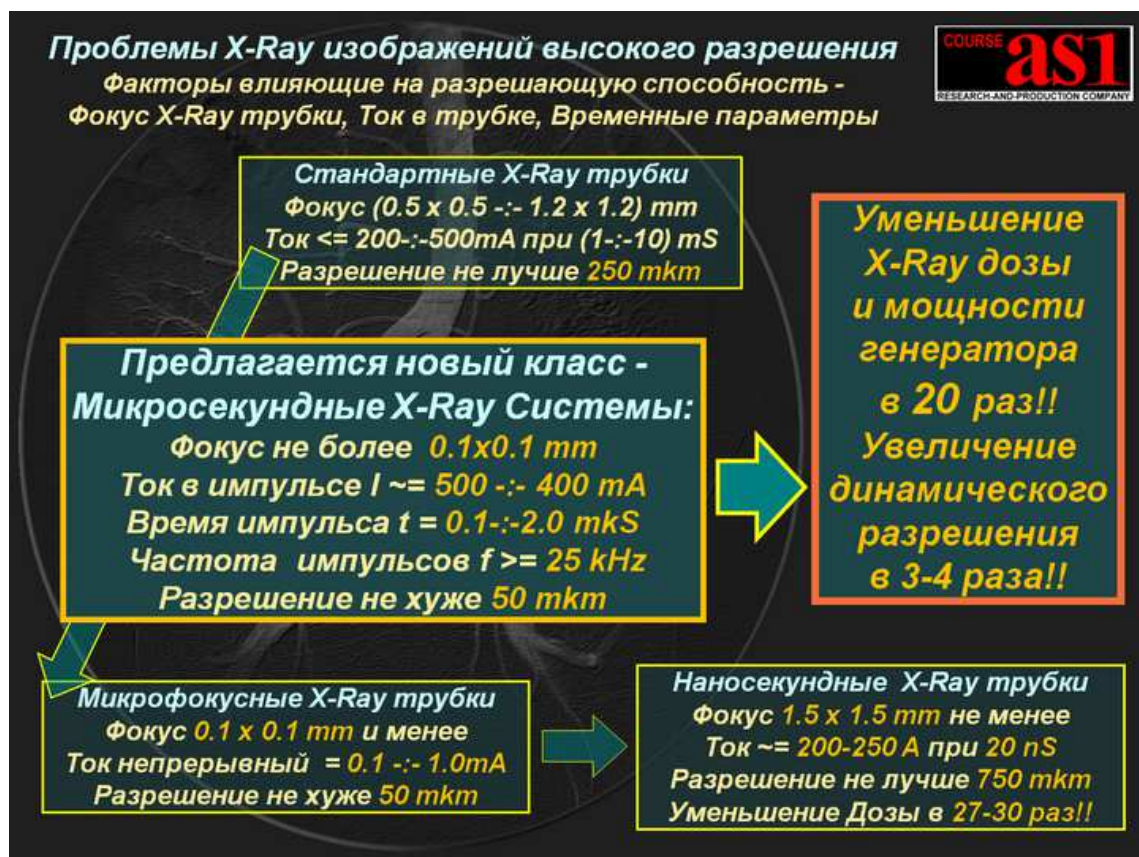 Проблемы X-Ray изображений высокого разрешения
Факторы влияющие на разрешающую способность -
Фокус X-Ray трубки, Ток в трубке, Временные параметры
COURSE as1
RESEARCH-AND-PRODUCTION COMPANY
Стандартные X-Ray трубки
Фокус (0.5 x 0.5 -:- 1.2 x 1.2) mm
Ток <= 200-:-500mA при (1-:-10) mS
Разрешение не лучше 250 mkm
Предлагается новый класс -
Микросекундные X-Ray Системы:
Фокус не более 0.1x0.1 mm
Ток в импульсе I ~= 500 -:- 400 mA
Время импульса t = 0.1-:-2.0 mkS
Частота импульсов f >= 25 kHz
Разрешение не хуже 50 mkm
Уменьшение
X-Ray дозы
и мощности
генератора
в 20 раз!!
Увеличение
динамического
разрешения
в 3-4 раза!!
Микрофокусные X-Ray трубки
Фокус 0.1 x 0.1 mm и менее
Ток непрерывный = 0.1 -:- 1.0mA
Разрешение не хуже 50 mkm
Наносекундные X-Ray трубки
Фокус 1.5 x 1.5 mm не менее
Ток ~= 200-250 A при 20 nS
Разрешение не лучше 750 mkm
Уменьшение Дозы в 27-30 раз!!